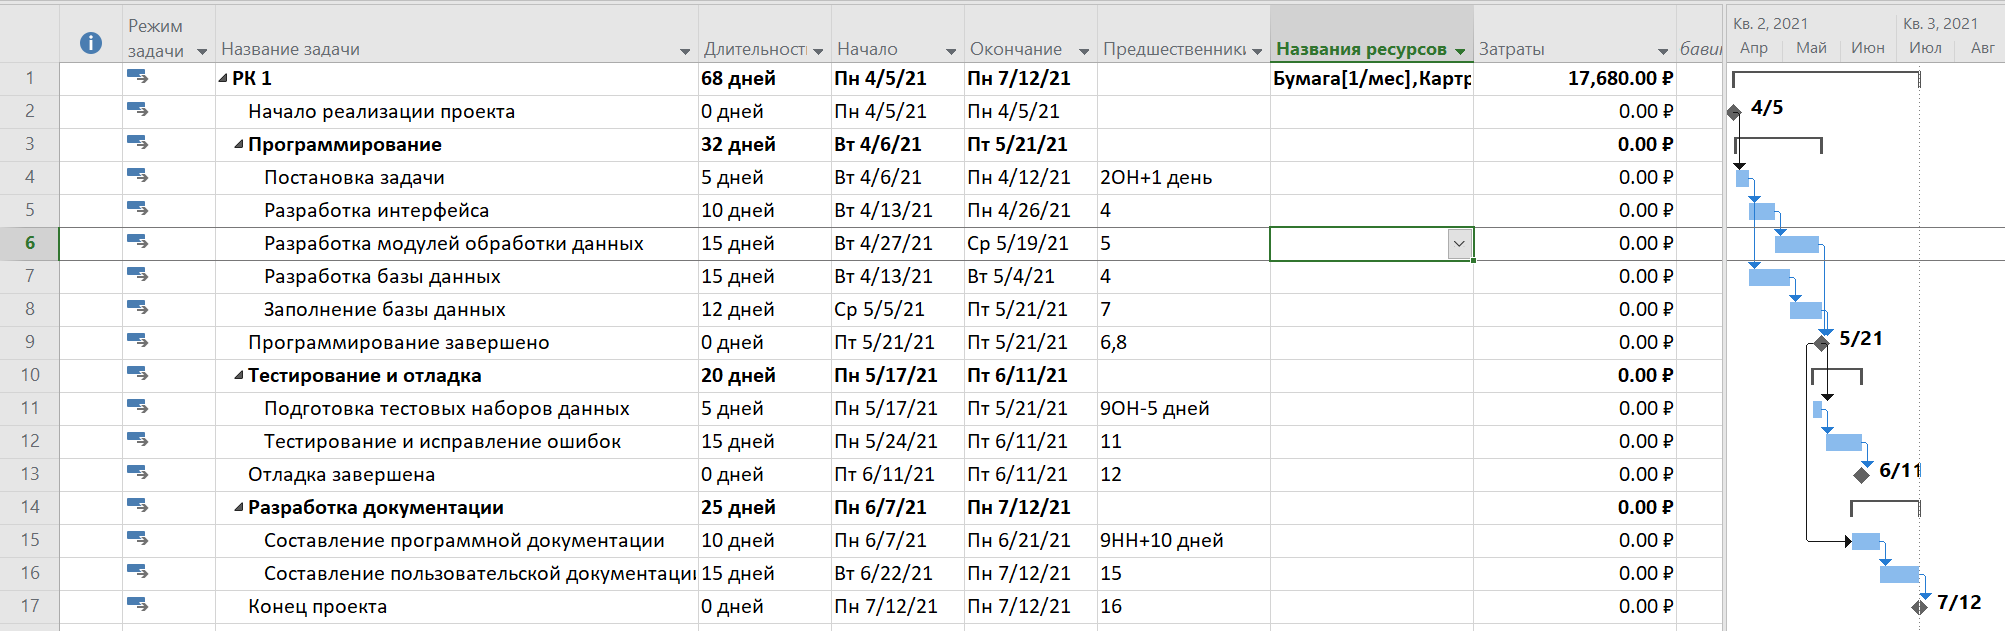 Режим задачи Название задачи Длительность Начало Окончание Предшественники Названия ресурсов Затраты
Кв. 2, 2021 Кв. 3, 2021
Апр Май Июн Июл Авг
1 РК 1 68 дней Пн 4/5/21 Пн 7/12/21 Бумага[1/мес],Картр 17,680.00 ₽
2 Начало реализации проекта 0 дней Пн 4/5/21 Пн 4/5/21 0.00 ₽ 4/5
3 Программирование 32 дней Вт 4/6/21 Пт 5/21/21 0.00 ₽
4 Постановка задачи 5 дней Вт 4/6/21 Пн 4/12/21 2ОН+1 день 0.00 ₽
5 Разработка интерфейса 10 дней Вт 4/13/21 Пн 4/26/21 4 0.00 ₽
6 Разработка модулей обработки данных 15 дней Вт 4/27/21 Ср 5/19/21 5 0.00 ₽
7 Разработка базы данных 15 дней Вт 4/13/21 Вт 5/4/21 4 0.00 ₽
8 Заполнение базы данных 12 дней Ср 5/5/21 Пт 5/21/21 7 0.00 ₽
9 Программирование завершено 0 дней Пт 5/21/21 Пт 5/21/21 6,8 0.00 ₽ 5/21
10 Тестирование и отладка 20 дней Пн 5/17/21 Пт 6/11/21 0.00 ₽
11 Подготовка тестовых наборов данных 5 дней Пн 5/17/21 Пт 5/21/21 9ОН-5 дней 0.00 ₽
12 Тестирование и исправление ошибок 15 дней Пн 5/24/21 Пт 6/11/21 11 0.00 ₽
13 Отладка завершена 0 дней Пт 6/11/21 Пт 6/11/21 12 0.00 ₽ 6/11
14 Разработка документации 25 дней Пн 6/7/21 Пн 7/12/21 0.00 ₽
15 Составление программной документации 10 дней Пн 6/7/21 Пн 6/21/21 9НН+10 дней 0.00 ₽
16 Составление пользовательской документации 15 дней Вт 6/22/21 Пн 7/12/21 15 0.00 ₽
17 Конец проекта 0 дней Пн 7/12/21 Пн 7/12/21 16 0.00 ₽ 7/12